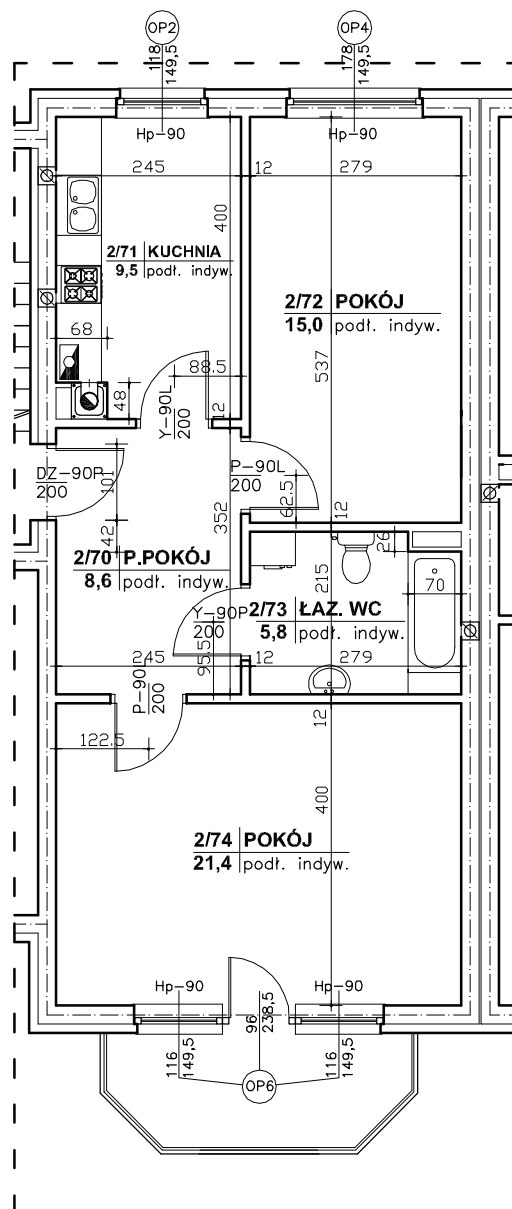 OP2
OP4
118
149,5
178
149,5
Hp-90
Hp-90
245
12
279
400
2/71 KUCHNIA
9,5 podł. indyw.
2/72 POKÓJ
15,0 podł. indyw.
68
537
88.5
48
Y-90L
200
12
DZ-90P
200
101
P-90L
200
62.5
352
12
42
26
2/70 P.POKÓJ
8,6 podł. indyw.
215
70
Y-90P
200
2/73 ŁAZ. WC
5,8 podł. indyw.
95.5
245
12
279
P-90L
200
12
122.5
400
2/74 POKÓJ
21,4 podł. indyw.
Hp-90
Hp-90
96
238,5
116
149,5
116
149,5
OP6